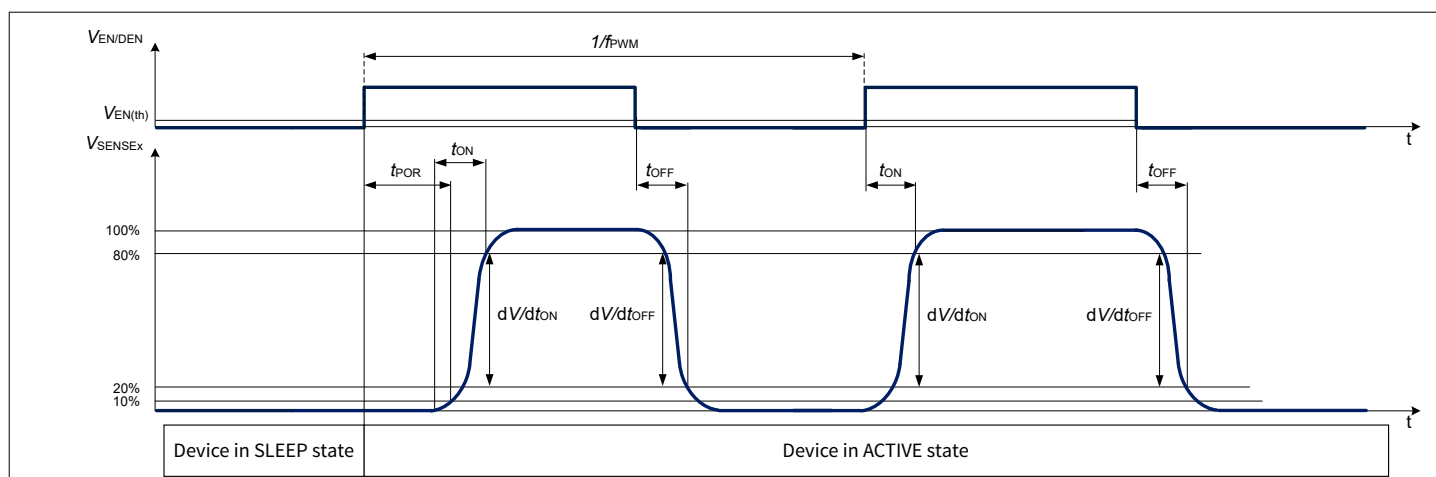 VEN/DEN
1/fPWM
VEN(th)
t
VSENSEx
tON
tPOR
tOFF
tON
tOFF
100%
80%
dV/dtON
dV/dtOFF
dV/dtON
dV/dtOFF
20%
10%
t
Device in SLEEP state
Device in ACTIVE state